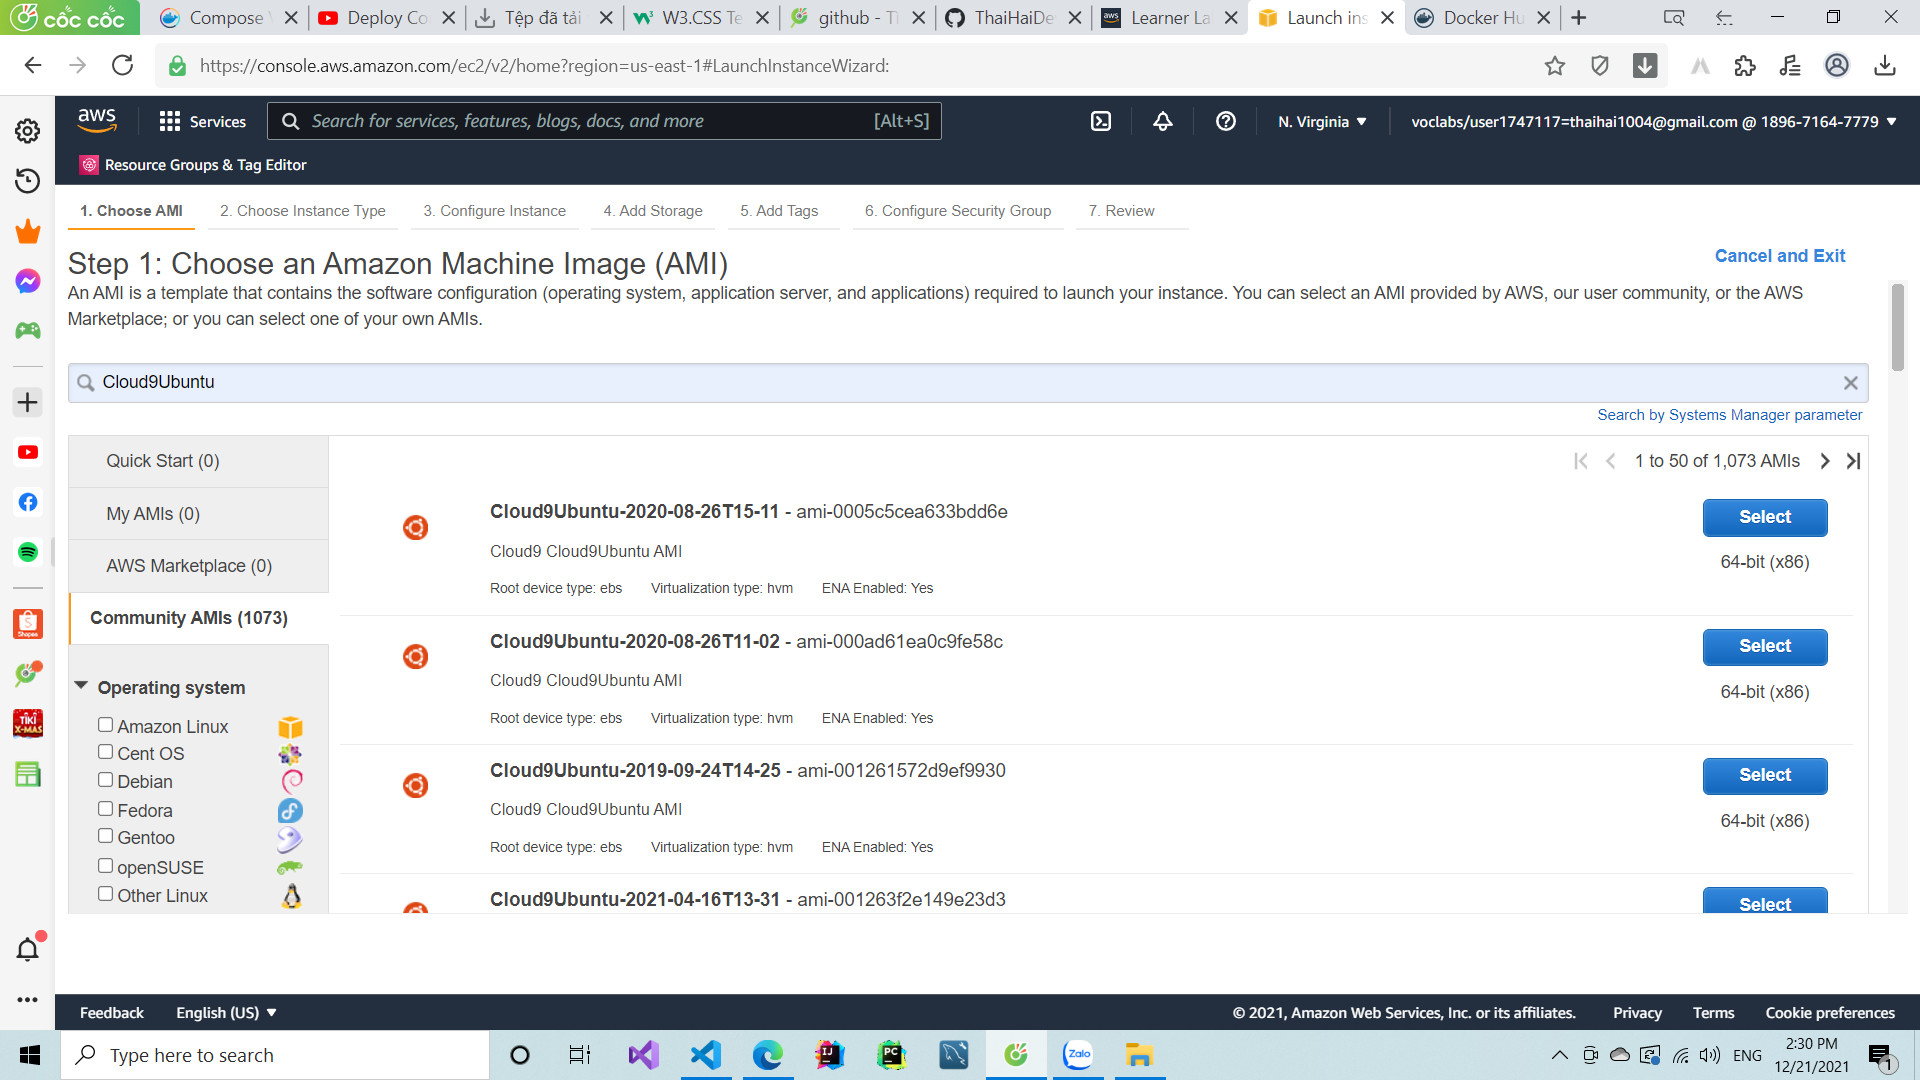 cốc cốc
Compose
Deploy Co
Tệp đã tải
W3.CSS Te
github - Ti
ThaiHaiDe
Learner La
Launch ins
Docker Hu
https://console.aws.amazon.com/ec2/v2/home?region=us-east-1#LaunchInstanceWizard:
aws
Services
Search for services, features, blogs, docs, and more
[Alt+S]
N. Virginia
voclabs/user1747117=thaihai1004@gmail.com @ 1896-7164-7779
Resource Groups & Tag Editor
1. Choose AMI
2. Choose Instance Type
3. Configure Instance
4. Add Storage
5. Add Tags
6. Configure Security Group
7. Review
Step 1: Choose an Amazon Machine Image (AMI)
Cancel and Exit
An AMI is a template that contains the software configuration (operating system, application server, and applications) required to launch your instance. You can select an AMI provided by AWS, our user community, or the AWS
Marketplace; or you can select one of your own AMIs.
Cloud9Ubuntu
Search by Systems Manager parameter
Quick Start (0)
My AMIs (0)
AWS Marketplace (0)
Community AMIs (1073)
Operating system
Amazon Linux
Cent OS
Debian
Fedora
Gentoo
openSUSE
Other Linux
1 to 50 of 1,073 AMIs
Cloud9Ubuntu-2020-08-26T15-11 - ami-0005c5cea633bdd6e
Select
Cloud9 Cloud9Ubuntu AMI
64-bit (x86)
Root device type: ebs Virtualization type: hvm ENA Enabled: Yes
Cloud9Ubuntu-2020-08-26T11-02 - ami-000ad61ea0c9fe58c
Select
Cloud9 Cloud9Ubuntu AMI
64-bit (x86)
Root device type: ebs Virtualization type: hvm ENA Enabled: Yes
Cloud9Ubuntu-2019-09-24T14-25 - ami-001261572d9ef9930
Select
Cloud9 Cloud9Ubuntu AMI
64-bit (x86)
Root device type: ebs Virtualization type: hvm ENA Enabled: Yes
Cloud9Ubuntu-2021-04-16T13-31 - ami-001263f2e149e23d3
Select
Shopee
TIKI
X-MAS
Feedback
English (US)
© 2021, Amazon Web Services, Inc. or its affiliates.
Privacy
Terms
Cookie preferences
Type here to search
IJ
PC
Zalo
ENG
2:30 PM
12/21/2021
1